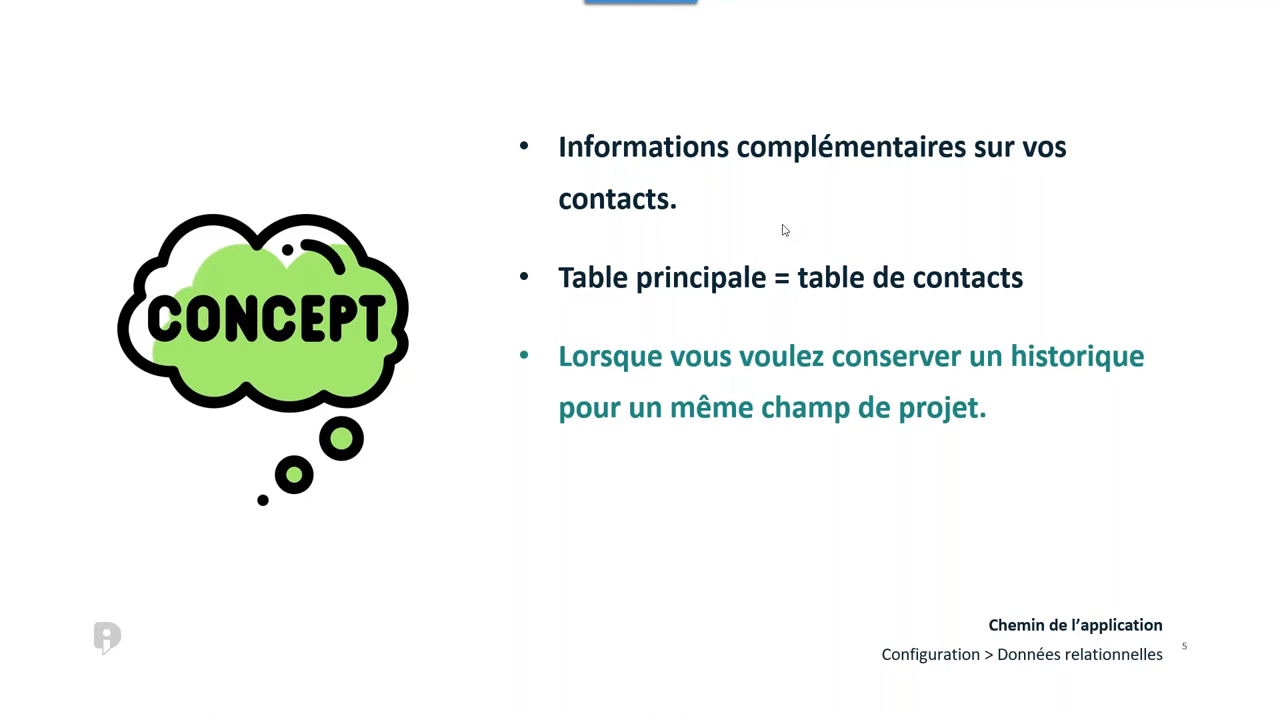 CONCEPT
• Informations complémentaires sur vos
contacts.
• Table principale = table de contacts
• Lorsque vous voulez conserver un historique
pour un même champ de projet.
Chemin de l’application
Configuration > Données relationnelles
5